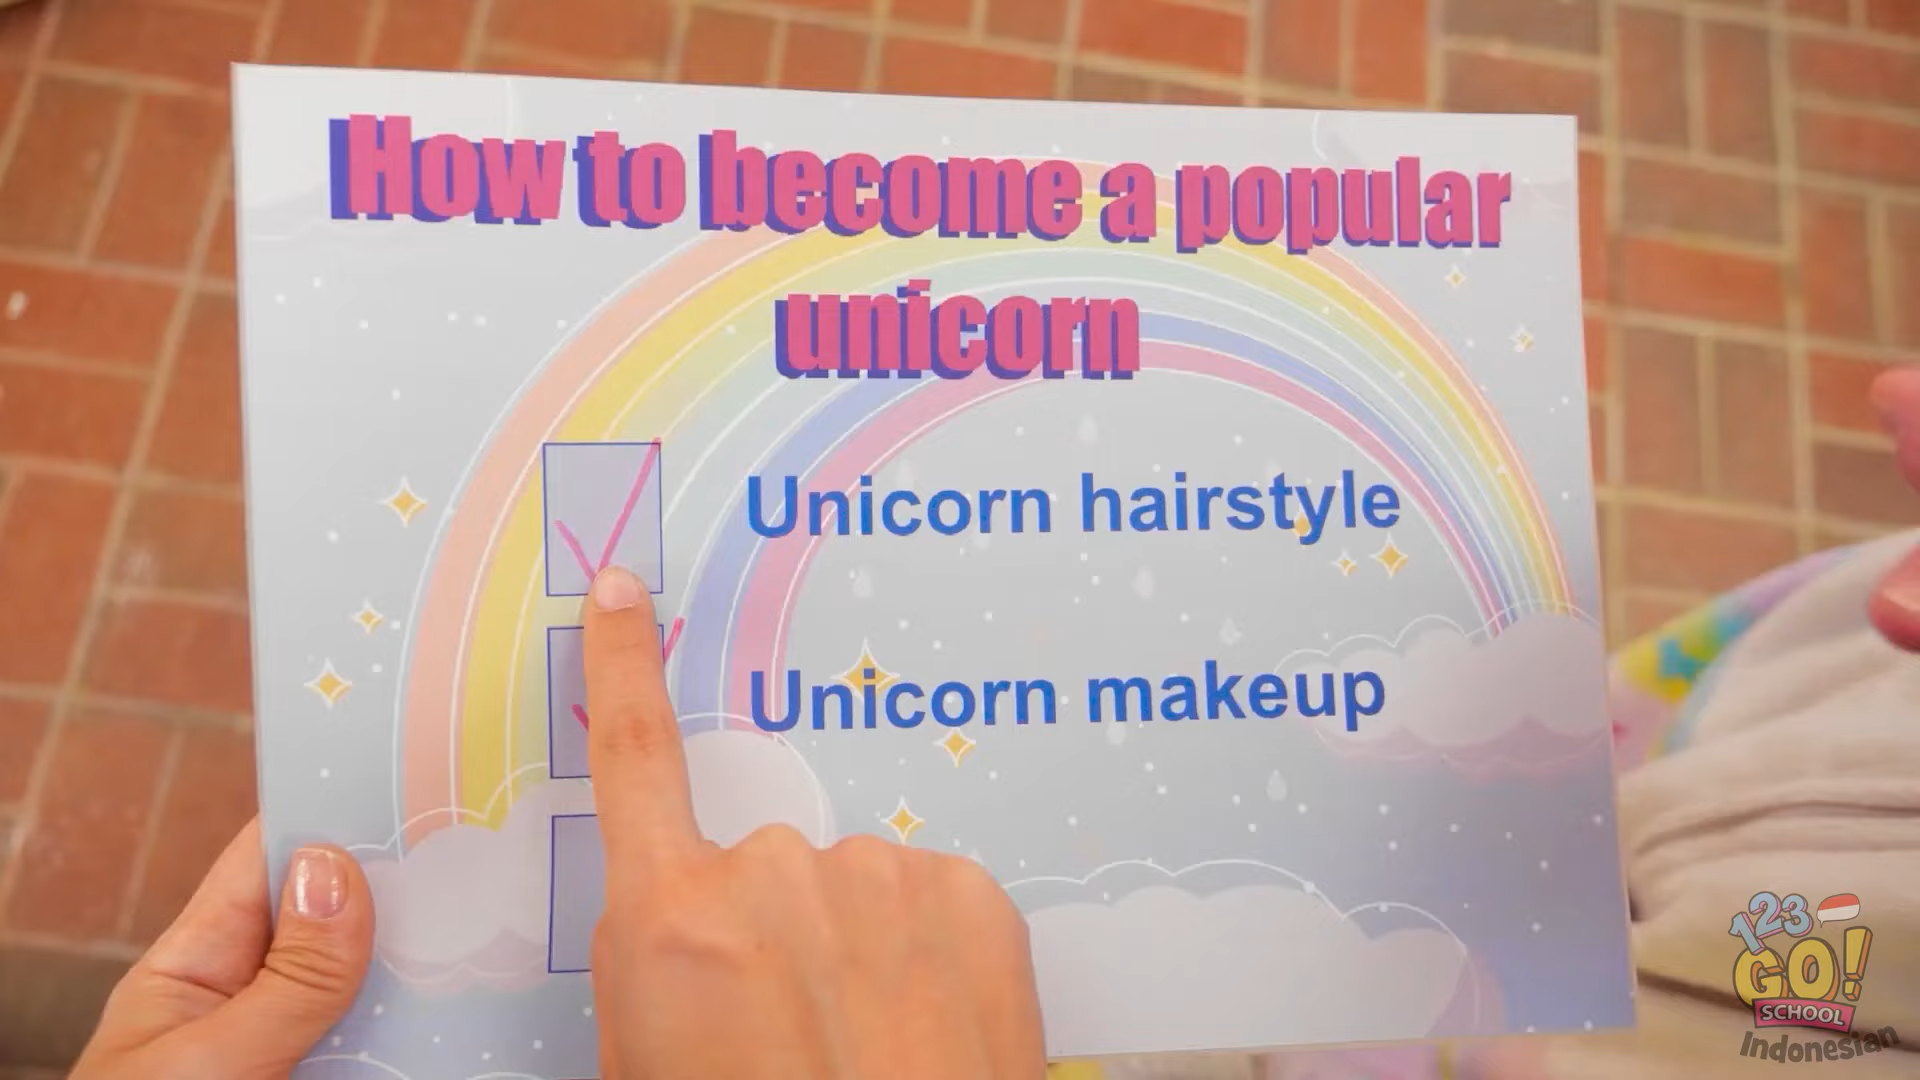 How to become a popular
unicorn
Unicorn hairstyle
Unicorn makeup
123
GO!
SCHOOL
Indonesian